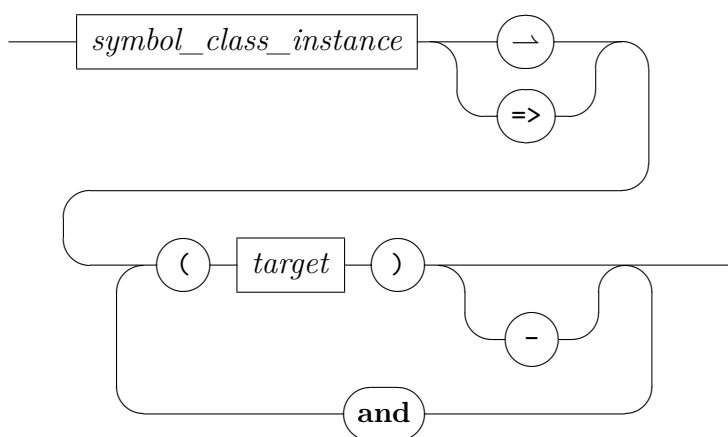 symbol_class_instance ⇀
=>
( target )
-
and